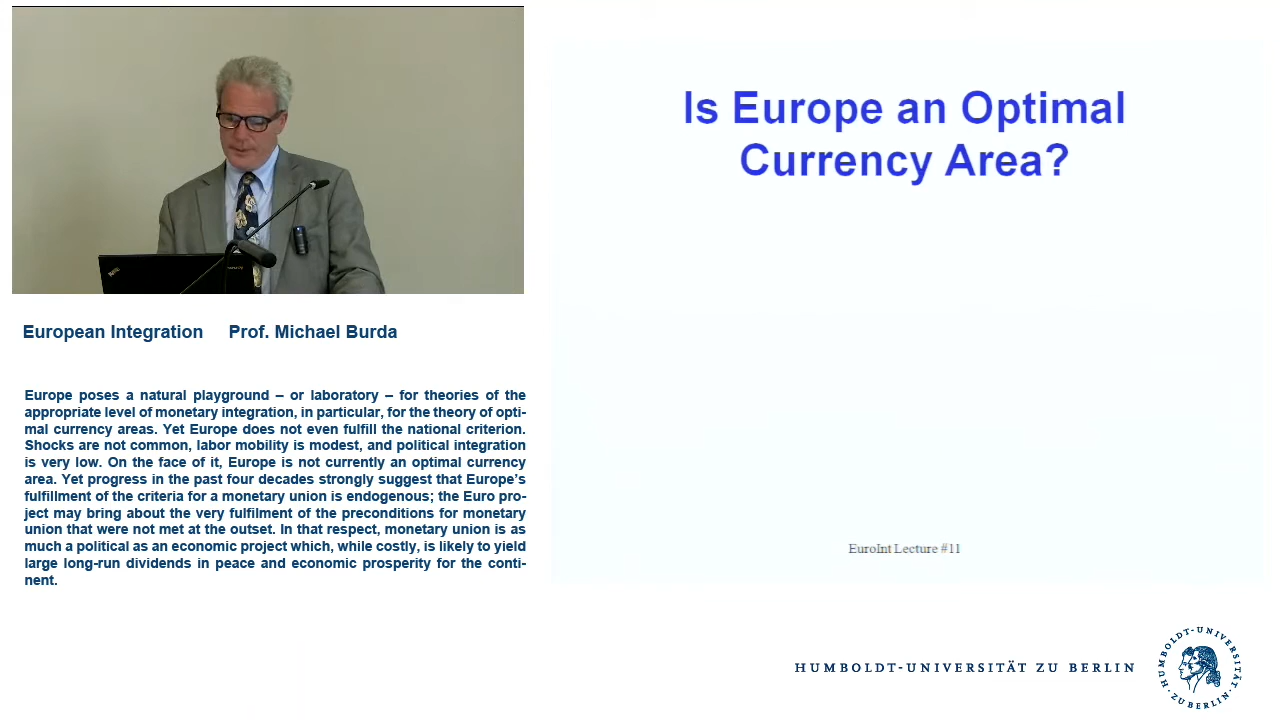 Is Europe an Optimal
Currency Area?
European Integration Prof. Michael Burda
Europe poses a natural playground – or laboratory – for theories of the
appropriate level of monetary integration, in particular, for the theory of opti-
mal currency areas. Yet Europe does not even fulfill the national criterion.
Shocks are not common, labor mobility is modest, and political integration
is very low. On the face of it, Europe is not currently an optimal currency
area. Yet progress in the past four decades strongly suggest that Europe's
fulfillment of the criteria for a monetary union is endogenous; the Euro pro-
ject may bring about the very fulfilment of the preconditions for monetary
union that were not met at the outset. In that respect, monetary union is as
much a political as an economic project which, while costly, is likely to yield
large long-run dividends in peace and economic prosperity for the conti-
nent.
EuroInt Lecture #11
HUMBOLDT-UNIVERSITÄT ZU BERLIN
HUMBOLDT-UNIVERSITÄT
ZU BERLIN